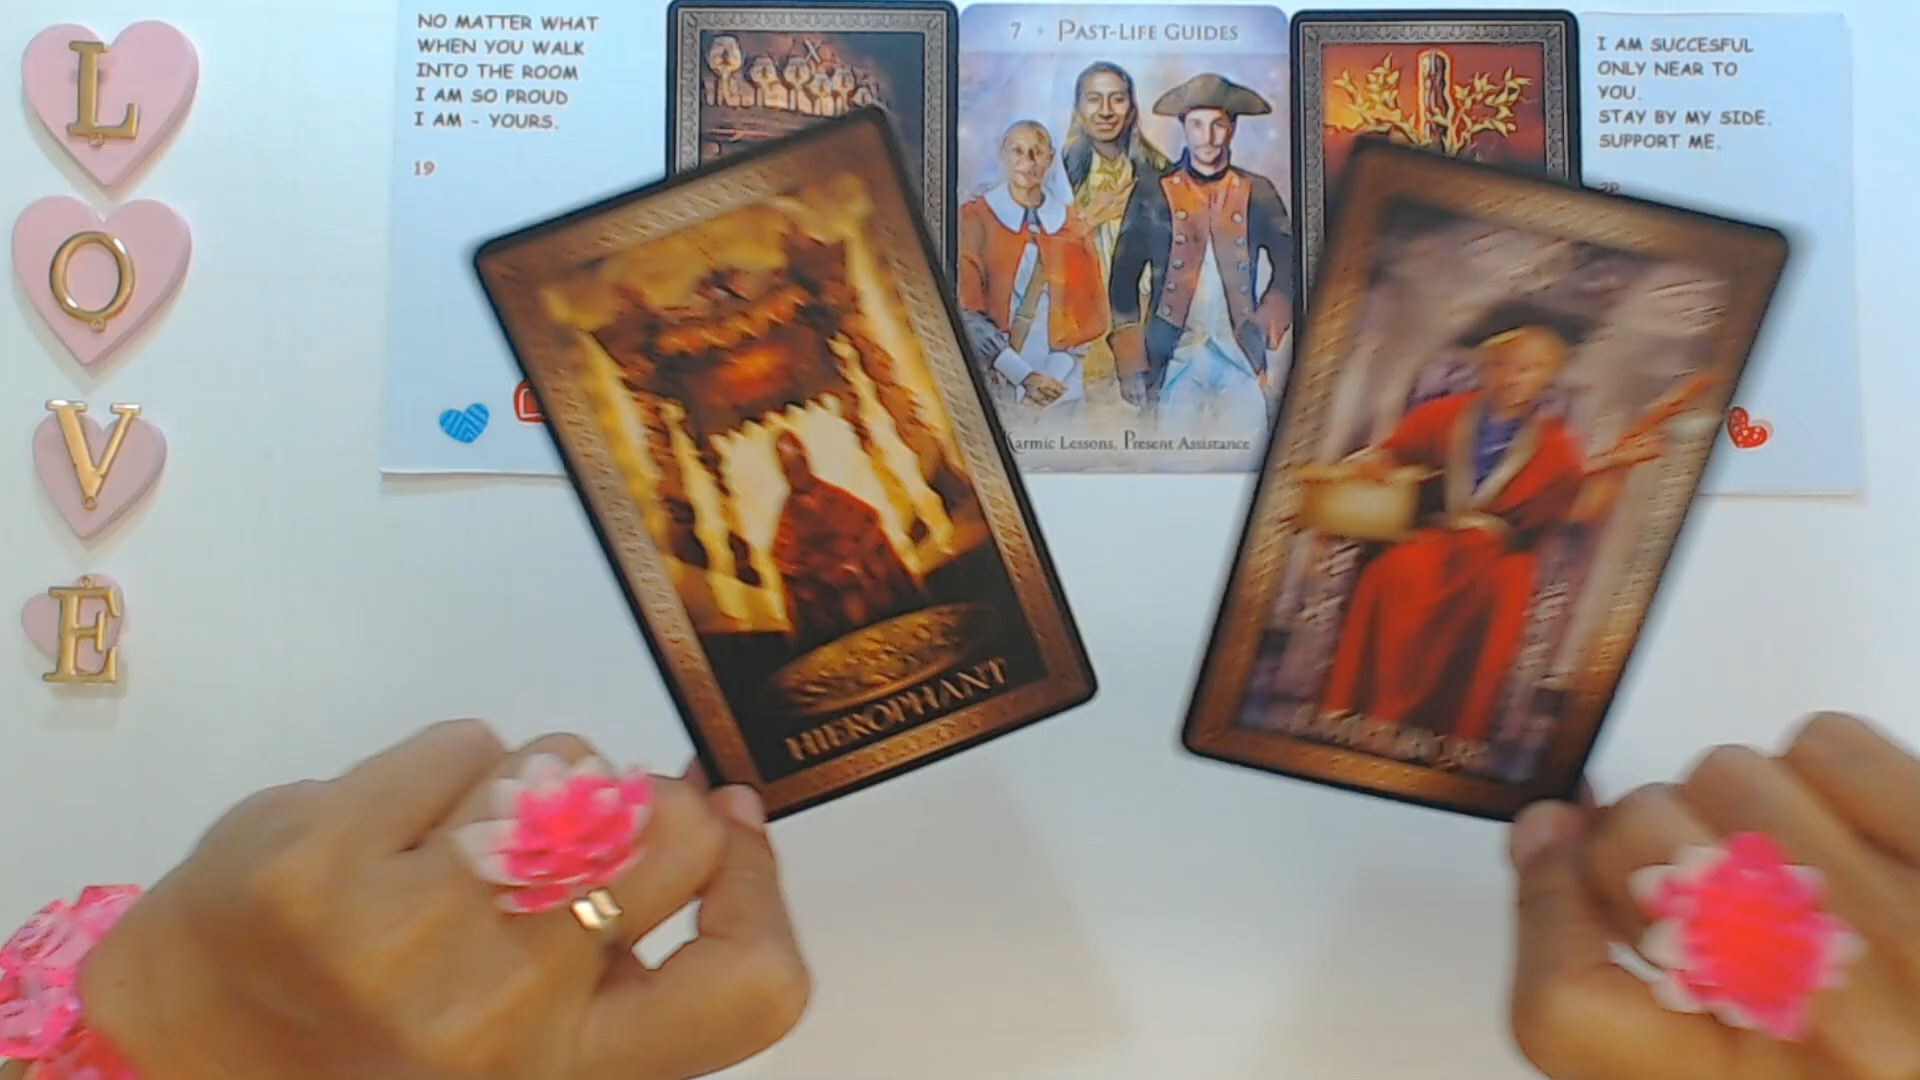 L
O
V
E
NO MATTER WHAT
WHEN YOU WALK
INTO THE ROOM
I AM SO PROUD
I AM - YOURS.
19
X
7 + PAST-LIFE GUIDES
Karmic Lessons, Present Assistance
I AM SUCCESFUL
ONLY NEAR TO
YOU.
STAY BY MY SIDE.
SUPPORT ME.
HIEROPHANT